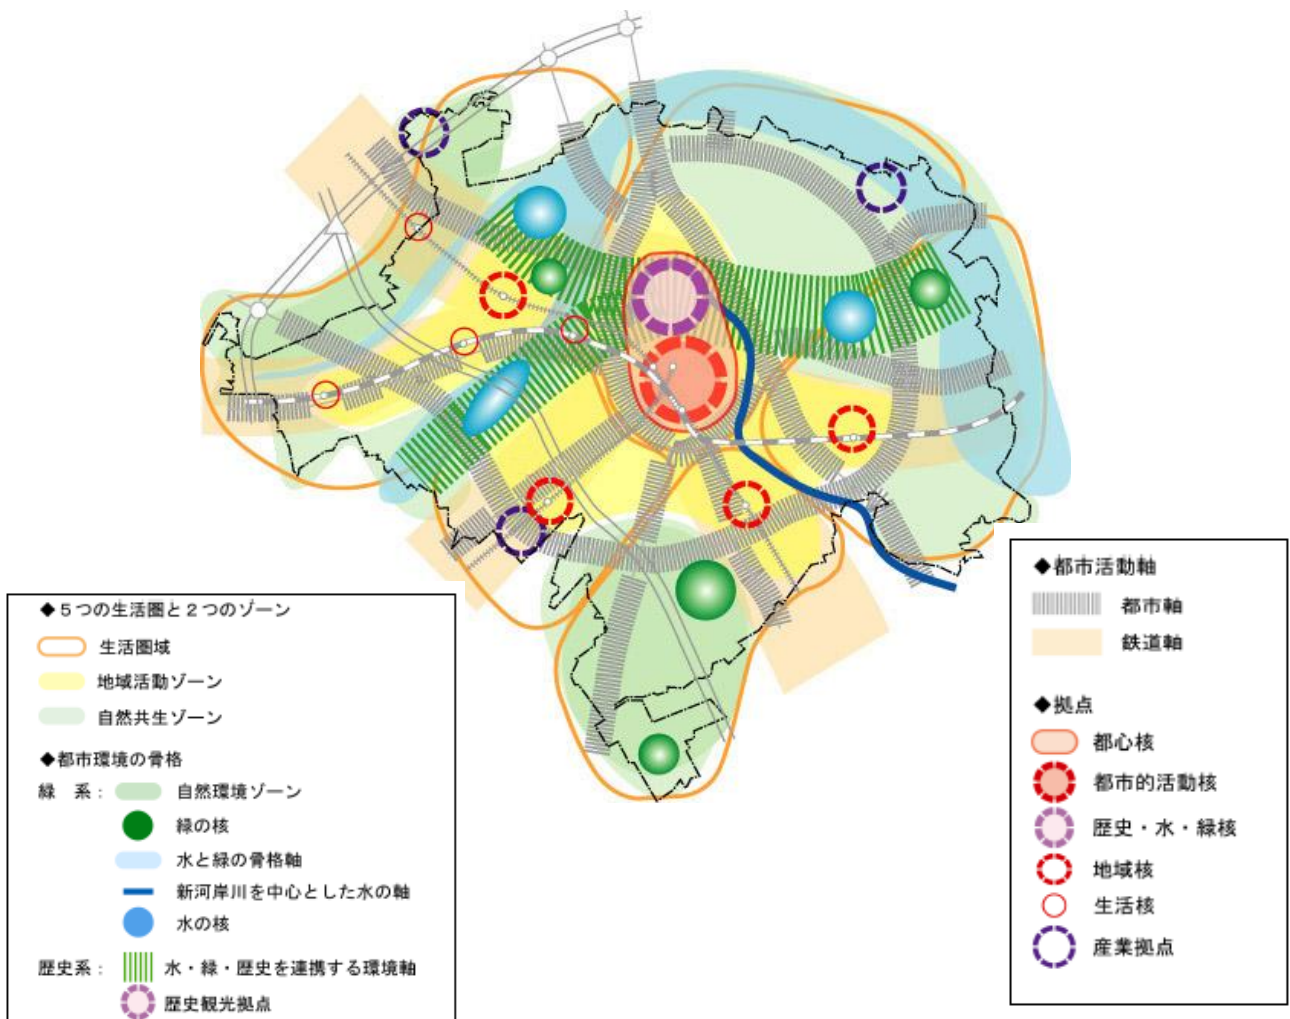 ◆５つの生活圏と２つのゾーン
生活圏域
地域活動ゾーン
自然共生ゾーン
◆都市環境の骨格
緑　系：　自然環境ゾーン
緑の核
水と緑の骨格軸
新河岸川を中心とした水の軸
水の核
歴史系：　水・緑・歴史を連携する環境軸
歴史観光拠点
◆都市活動軸
都市軸
鉄道軸
◆拠点
都心核
都市的活動核
歴史・水・緑核
地域核
生活核
産業拠点